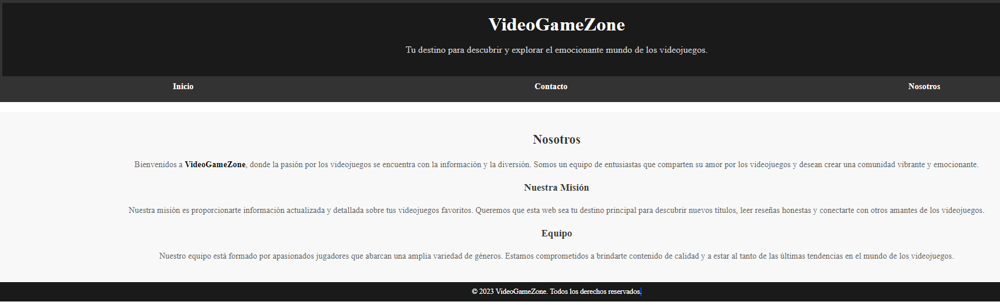 VideoGameZone
Tu destino para descubrir y explorar el emocionante mundo de los videojuegos.
Inicio Contacto Nosotros
Nosotros
Bienvenidos a VideoGameZone, donde la pasión por los videojuegos se encuentra con la información y la diversión. Somos un equipo de entusiastas que comparten su amor por los videojuegos y desean crear una comunidad vibrante y emocionante.
Nuestra Misión
Nuestra misión es proporcionarte información actualizada y detallada sobre tus videojuegos favoritos. Queremos que esta web sea tu destino principal para descubrir nuevos títulos, leer reseñas honestas y conectarte con otros amantes de los videojuegos.
Equipo
Nuestro equipo está formado por apasionados jugadores que abarcan una amplia variedad de géneros. Estamos comprometidos a brindarte contenido de calidad y a estar al tanto de las últimas tendencias en el mundo de los videojuegos.
© 2023 VideoGameZone. Todos los derechos reservados.